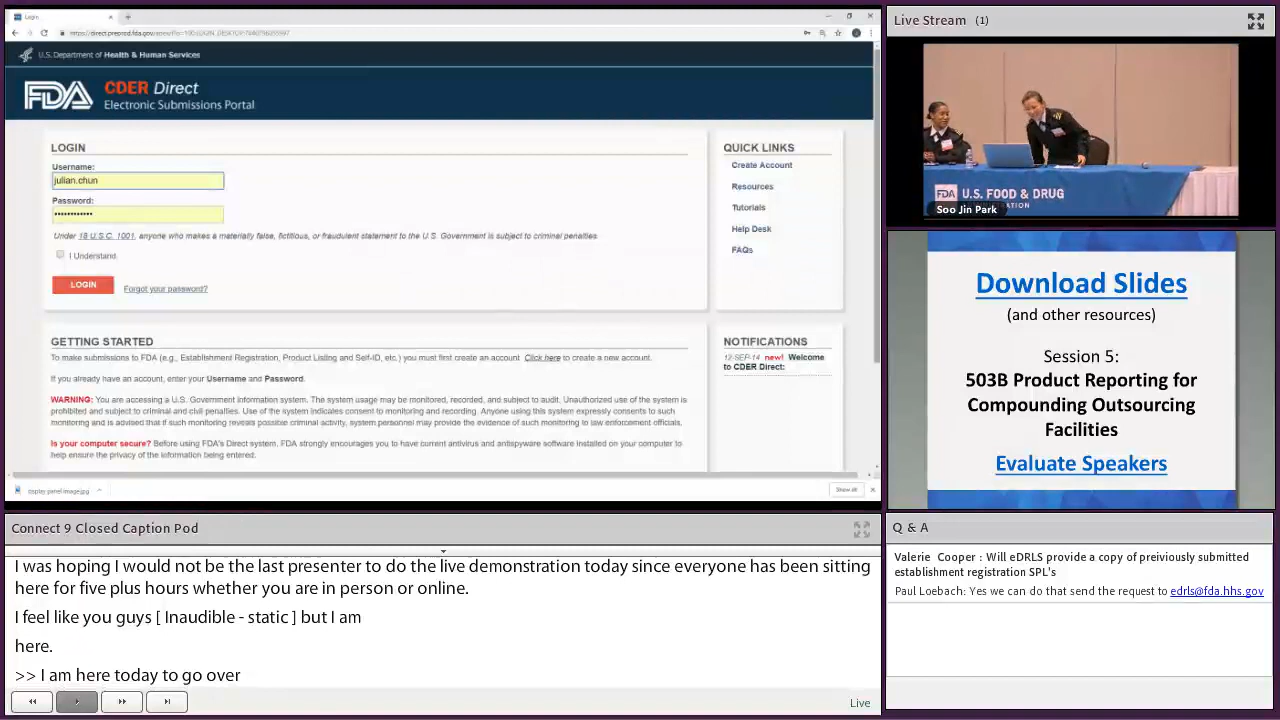 Login
U.S. Department of Health & Human Services
FDA
CDER Direct
Electronic Submissions Portal
LOGIN
Username:
julian.chun
Password:
••••••••••••
Under 18 U.S.C. 1001, anyone who makes a materially false, fictitious, or fraudulent statement to the U.S. Government is subject to criminal penalties
I Understand
LOGIN
Forgot your password?
QUICK LINKS
Create Account
Resources
Tutorials
Help Desk
FAQs
GETTING STARTED
To make submissions to FDA (e.g., Establishment Registration, Product Listing and Self-ID, etc.) you must first create an account Click here to create a new account.
If you already have an account, enter your Username and Password.
WARNING: You are accessing a U.S. Government information system. The system usage may be monitored, recorded, and subject to audit. Unauthorized use of the system is
prohibited and subject to criminal and civil penalties. Use of the system indicates consent to monitoring and recording. Anyone using this system expressly consents to such
monitoring and is advised that if such monitoring reveals possible criminal activity, system personnel may provide the evidence of such monitoring to law enforcement officials.
Is your computer secure? Before using FDA's Direct system, FDA strongly encourages you to have current antivirus and antispyware software installed on your computer to
help ensure the privacy of the information being entered.
NOTIFICATIONS
12-SEP-14 new! Welcome
to CDER Direct:
display panel image.jpg
Show all
Live Stream (1)
FDA U.S. FOOD & DRUG
Soo Jin Park
Download Slides
(and other resources)
Session 5:
503B Product Reporting for
Compounding Outsourcing
Facilities
Evaluate Speakers
Connect 9 Closed Caption Pod
I was hoping I would not be the last presenter to do the live demonstration today since everyone has been sitting
here for five plus hours whether you are in person or online.
I feel like you guys [ Inaudible - static ] but I am
here.
>> I am here today to go over
Live
Q & A
Valerie Cooper : Will eDRLS provide a copy of preiviously submitted
establishment registration SPL's
Paul Loebach: Yes we can do that send the request to edrls@fda.hhs.gov